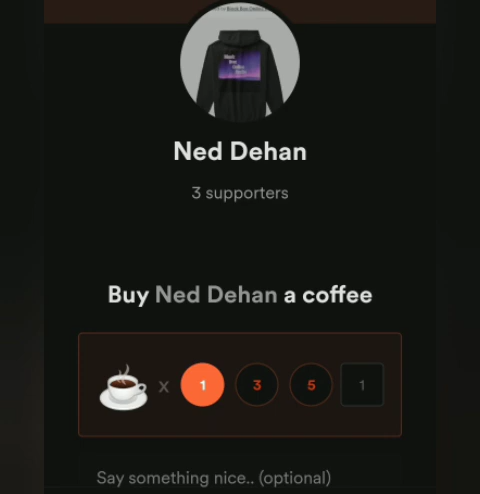 Ned Dehan
3 supporters
Buy Ned Dehan a coffee
x 1 3 5 1
Say something nice.. (optional)